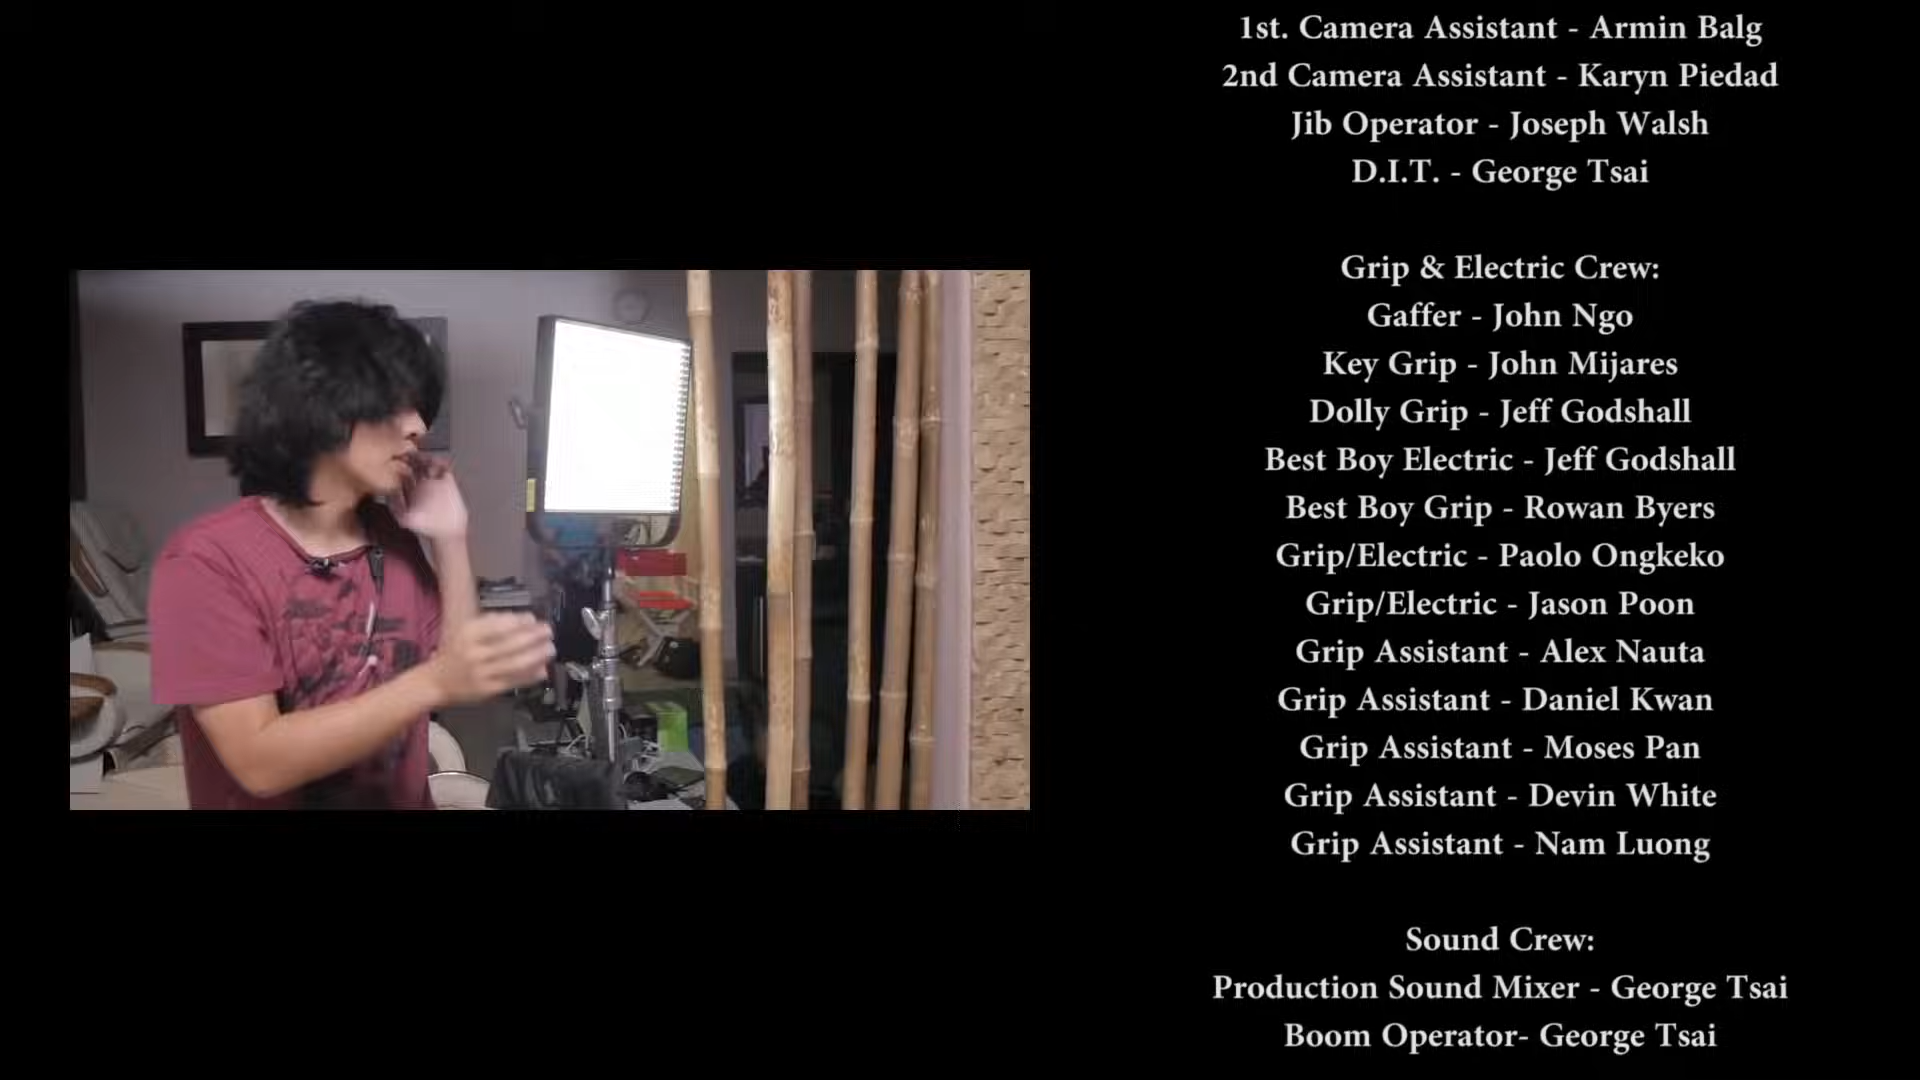 1st. Camera Assistant - Armin Balg
2nd Camera Assistant - Karyn Piedad
Jib Operator - Joseph Walsh
D.I.T. - George Tsai
Grip & Electric Crew:
Gaffer - John Ngo
Key Grip - John Mijares
Dolly Grip - Jeff Godshall
Best Boy Electric - Jeff Godshall
Best Boy Grip - Rowan Byers
Grip/Electric - Paolo Ongkeko
Grip/Electric - Jason Poon
Grip Assistant - Alex Nauta
Grip Assistant - Daniel Kwan
Grip Assistant - Moses Pan
Grip Assistant - Devin White
Grip Assistant - Nam Luong
Sound Crew:
Production Sound Mixer - George Tsai
Boom Operator- George Tsai